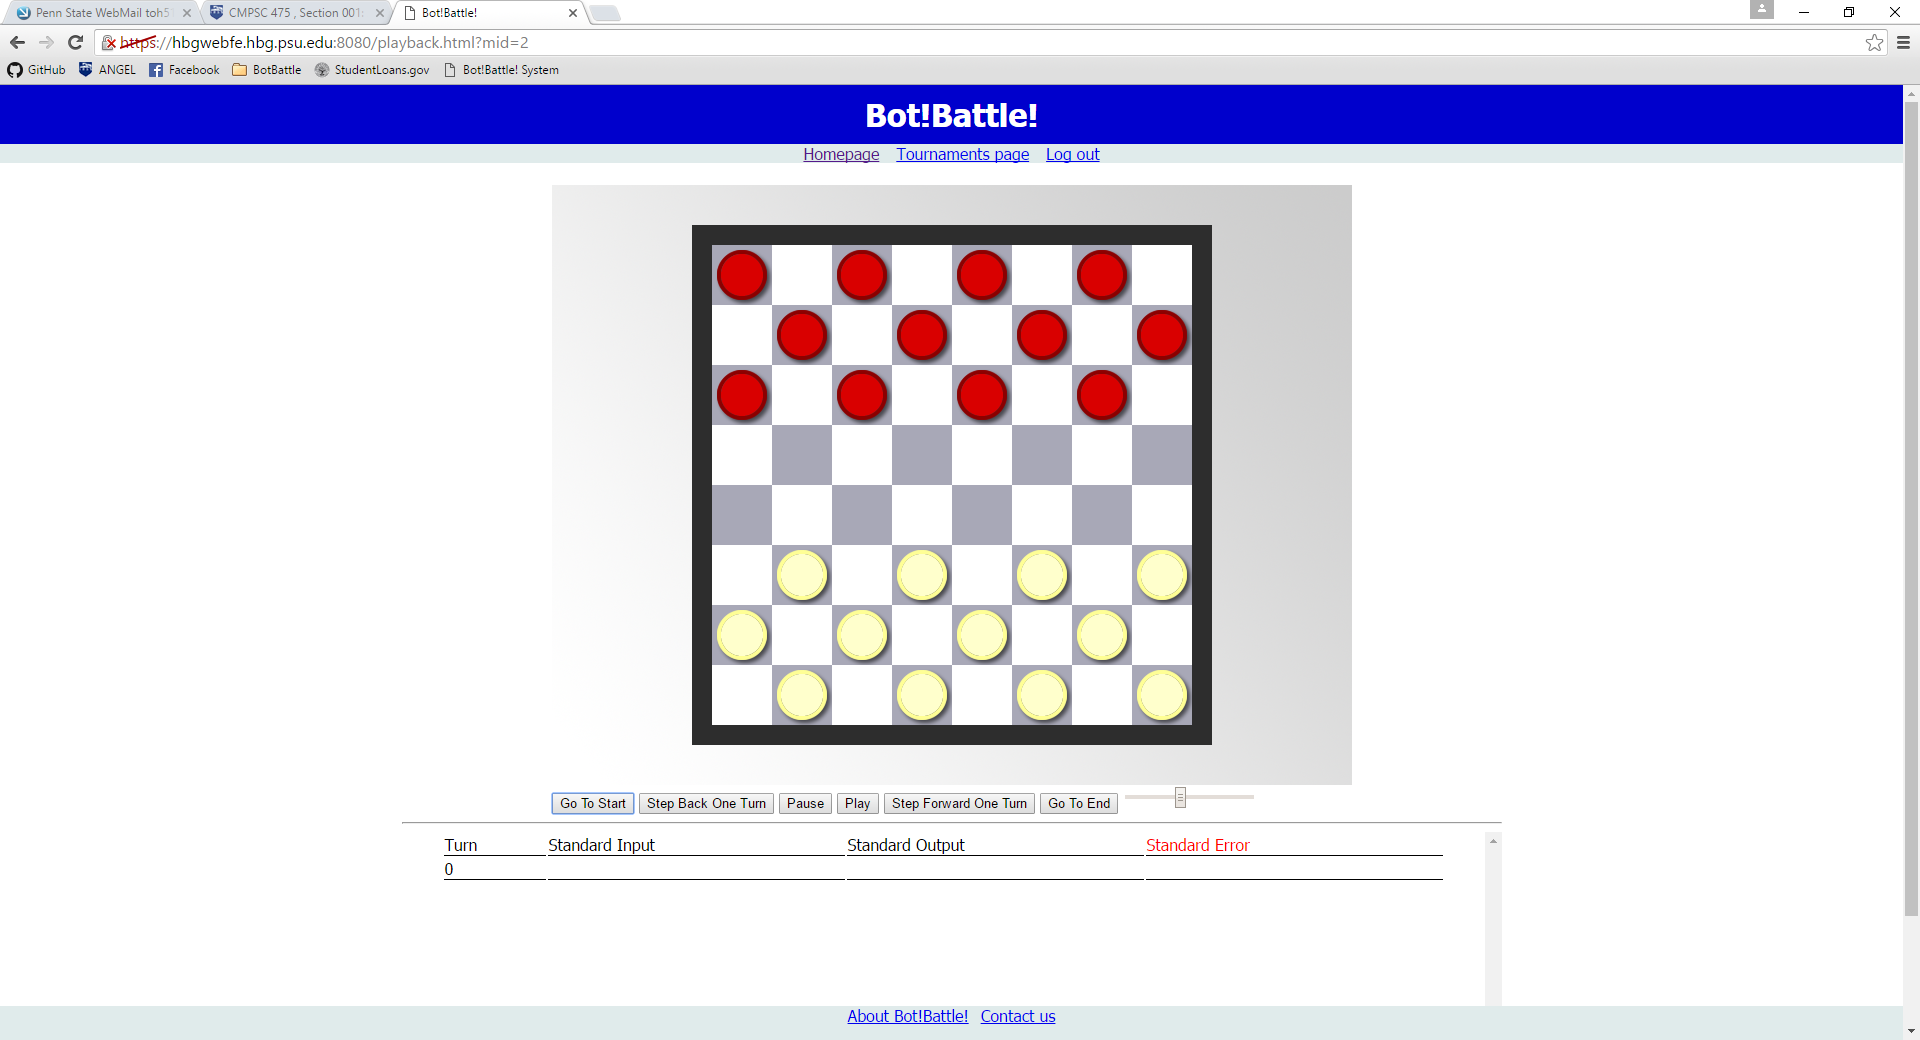 Penn State WebMail toh5
CMPSC 475 , Section 001:
Bot!Battle!
https://hbgwebfe.hbg.psu.edu:8080/playback.html?mid=2
GitHub ANGEL Facebook BotBattle StudentLoans.gov Bot!Battle! System
Bot!Battle!
Homepage Tournaments page Log out
Go To Start Step Back One Turn Pause Play Step Forward One Turn Go To End
Turn Standard Input Standard Output Standard Error
0
About Bot!Battle! Contact us